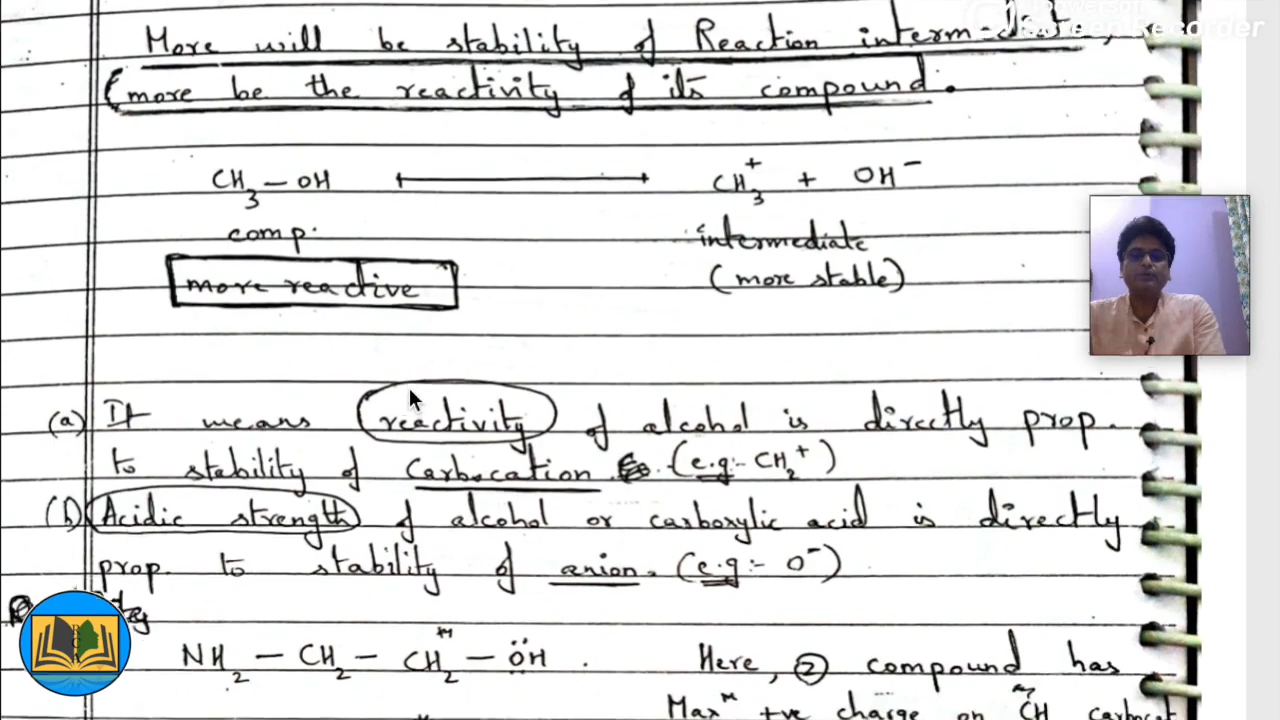 Screen Recorder
More will be stability of Reaction intermediate,
more be the reactivity of its compound.
CH3 – OH ⟷ CH3+ + OH–
comp. intermediate
more reactive (more stable)
(a) It means reactivity of alcohol is directly prop.
to stability of Carbocation (e.g:- CH2+)
(b) Acidic strength of alcohol or carboxylic acid is directly
prop. to stability of anion. (e.g:- O–)
NH2 – CH2 – CH2 – ÖH . Here, ② compound has
Max +ve charge on CH